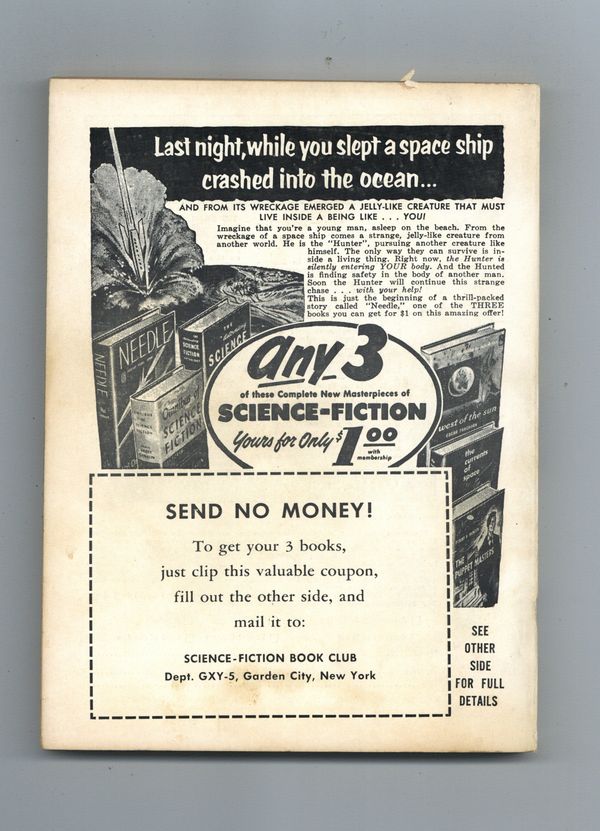 Last night, while you slept a space ship
crashed into the ocean...
AND FROM ITS WRECKAGE EMERGED A JELLY-LIKE CREATURE THAT MUST
LIVE INSIDE A BEING LIKE . . . YOU!
Imagine that you're a young man, asleep on the beach. From the
wreckage of a space ship comes a strange, jelly-like creature from
another world. He is the "Hunter", pursuing another creature like
himself. The only way they can survive is in-
side a living thing. Right now, the Hunter is
silently entering YOUR body. And the Hunted
is finding safety in the body of another man.
Soon the Hunter will continue this strange
chase . . . with your help!
This is just the beginning of a thrill-packed
story called "Needle," one of the THREE
books you can get for $1 on this amazing offer!
NEEDLE
NEEDLE
THE
SCIENCE
FICTION
SCIENCE
Omnibus
SCIENCE
FICTION
any 3
of these Complete New Masterpieces of
SCIENCE-FICTION
Yours for Only $1 00
with
membership
west of the sun
EDGAR PANGBORN
the
currents
of
space
THE
PUPPET MASTERS
SEND NO MONEY!
To get your 3 books,
just clip this valuable coupon,
fill out the other side, and
mail it to:
SCIENCE-FICTION BOOK CLUB
Dept. GXY-5, Garden City, New York
SEE
OTHER
SIDE
FOR FULL
DETAILS